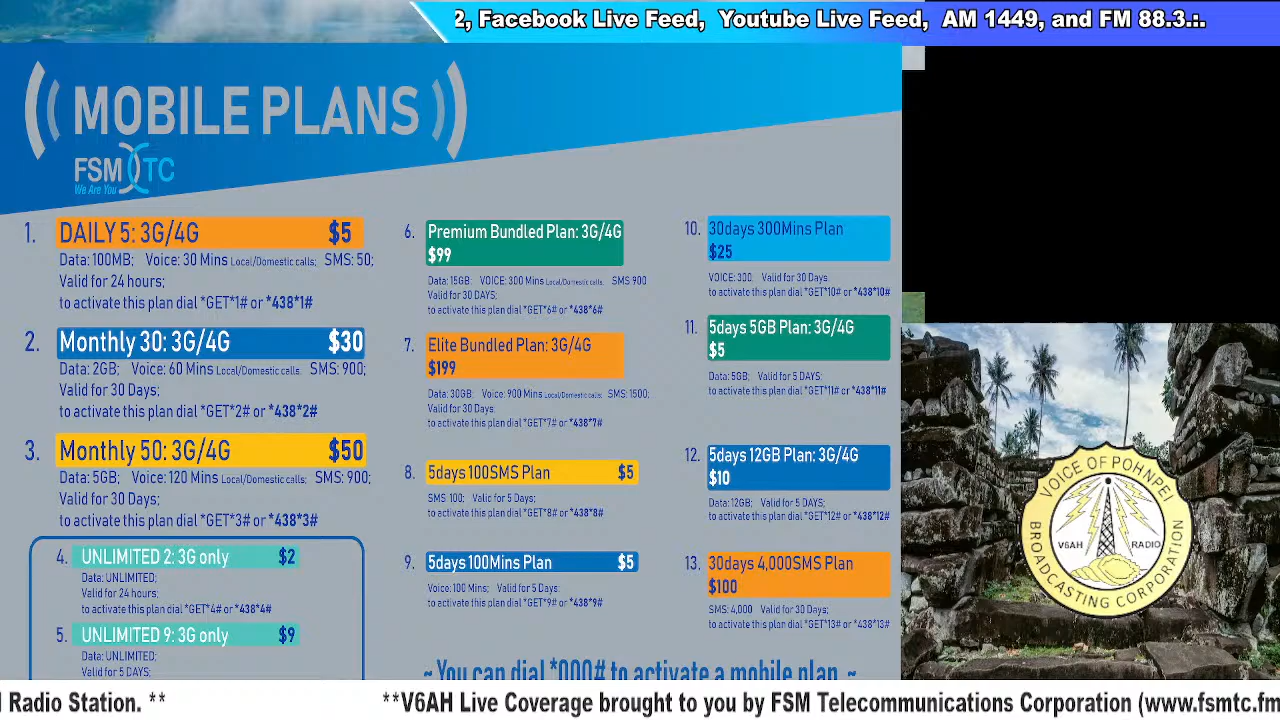 2, Facebook Live Feed, Youtube Live Feed, AM 1449, and FM 88.3.:.
MOBILE PLANS
FSMTC
We Are You
1. DAILY 5: 3G/4G $5
Data: 100MB; Voice: 30 Mins Local/Domestic calls; SMS: 50;
Valid for 24 hours;
to activate this plan dial *GET*1# or *438*1#
2. Monthly 30: 3G/4G $30
Data: 2GB; Voice: 60 Mins Local/Domestic calls. SMS: 900;
Valid for 30 Days;
to activate this plan dial *GET*2# or *438*2#
3. Monthly 50: 3G/4G $50
Data: 5GB; Voice: 120 Mins Local/Domestic calls; SMS: 900;
Valid for 30 Days;
to activate this plan dial *GET*3# or *438*3#
4. UNLIMITED 2: 3G only $2
Data: UNLIMITED;
Valid for 24 hours;
to activate this plan dial *GET*4# or *438*4#
5. UNLIMITED 9: 3G only $9
Data: UNLIMITED;
Valid for 5 DAYS;
6. Premium Bundled Plan: 3G/4G
$99
Data: 15GB; VOICE: 300 Mins Local/Domestic calls; SMS 900
Valid for 30 DAYS;
to activate this plan dial *GET*6# or *438*6#
7. Elite Bundled Plan: 3G/4G
$199
Data: 30GB; Voice: 900 Mins Local/Domestic calls; SMS: 1500;
Valid for 30 Days;
to activate this plan dial *GET*7# or *438*7#
8. 5days 100SMS Plan $5
SMS 100; Valid for 5 Days;
to activate this plan dial *GET*8# or *438*8#
9. 5days 100Mins Plan $5
Voice: 100 Mins; Valid for 5 Days;
to activate this plan dial *GET*9# or *438*9#
10. 30days 300Mins Plan
$25
VOICE: 300 Valid for 30 Days;
to activate this plan dial *GET*10# or *438*10#
11. 5days 5GB Plan: 3G/4G
$5
Data: 5GB; Valid for 5 DAYS;
to activate this plan dial *GET*11# or *438*11#
12. 5days 12GB Plan: 3G/4G
$10
Data: 12GB; Valid for 5 DAYS;
to activate this plan dial *GET*12# or *438*12#
13. 30days 4,000SMS Plan
$100
SMS: 4,000 Valid for 30 Days;
to activate this plan dial *GET*13# or *438*13#
~ You can dial *000# to activate a mobile plan ~
VOICE OF POHNPEI
V6AH RADIO
BROADCASTING CORPORATION
Radio Station. ** **V6AH Live Coverage brought to you by FSM Telecommunications Corporation (www.fsmtc.fm